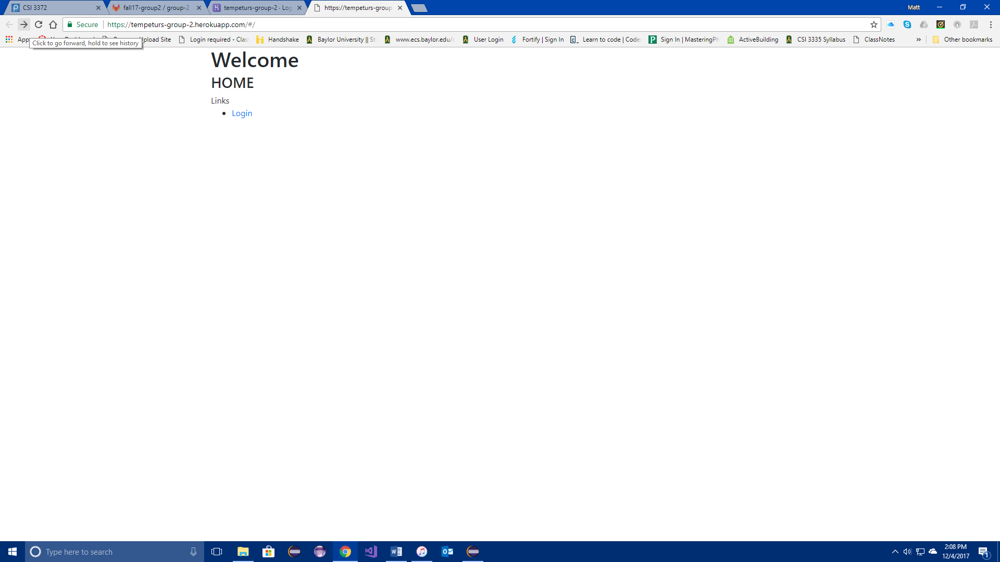 CSI 3372
fall17-group2 / group-2
tempeturs-group-2 · Log
https://tempeturs-group
Matt
Secure
https://tempeturs-group-2.herokuapp.com/#/
Upload Site
Login required - Clas
Handshake
Baylor University || St
www.ecs.baylor.edu/
User Login
Fortify | Sign In
Learn to code | Code
Sign In | MasteringPh
ActiveBuilding
CSI 3335 Syllabus
ClassNotes
Other bookmarks
Click to go forward, hold to see history
Welcome
HOME
Links
Login
Type here to search
2:08 PM
12/4/2017
1